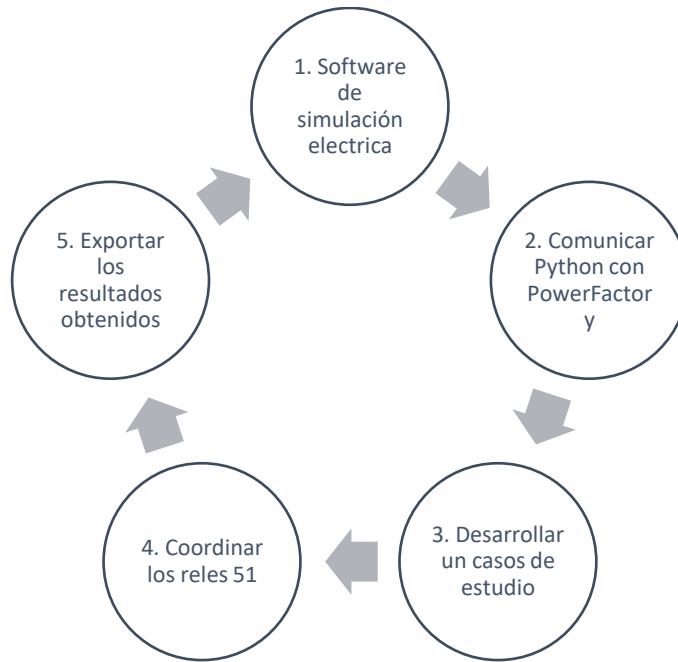 1. Software
de
simulación
electrica
2. Comunicar
Python con
PowerFactor
y
3. Desarrollar
un casos de
estudio
4. Coordinar
los reles 51
5. Exportar
los
resultados
obtenidos